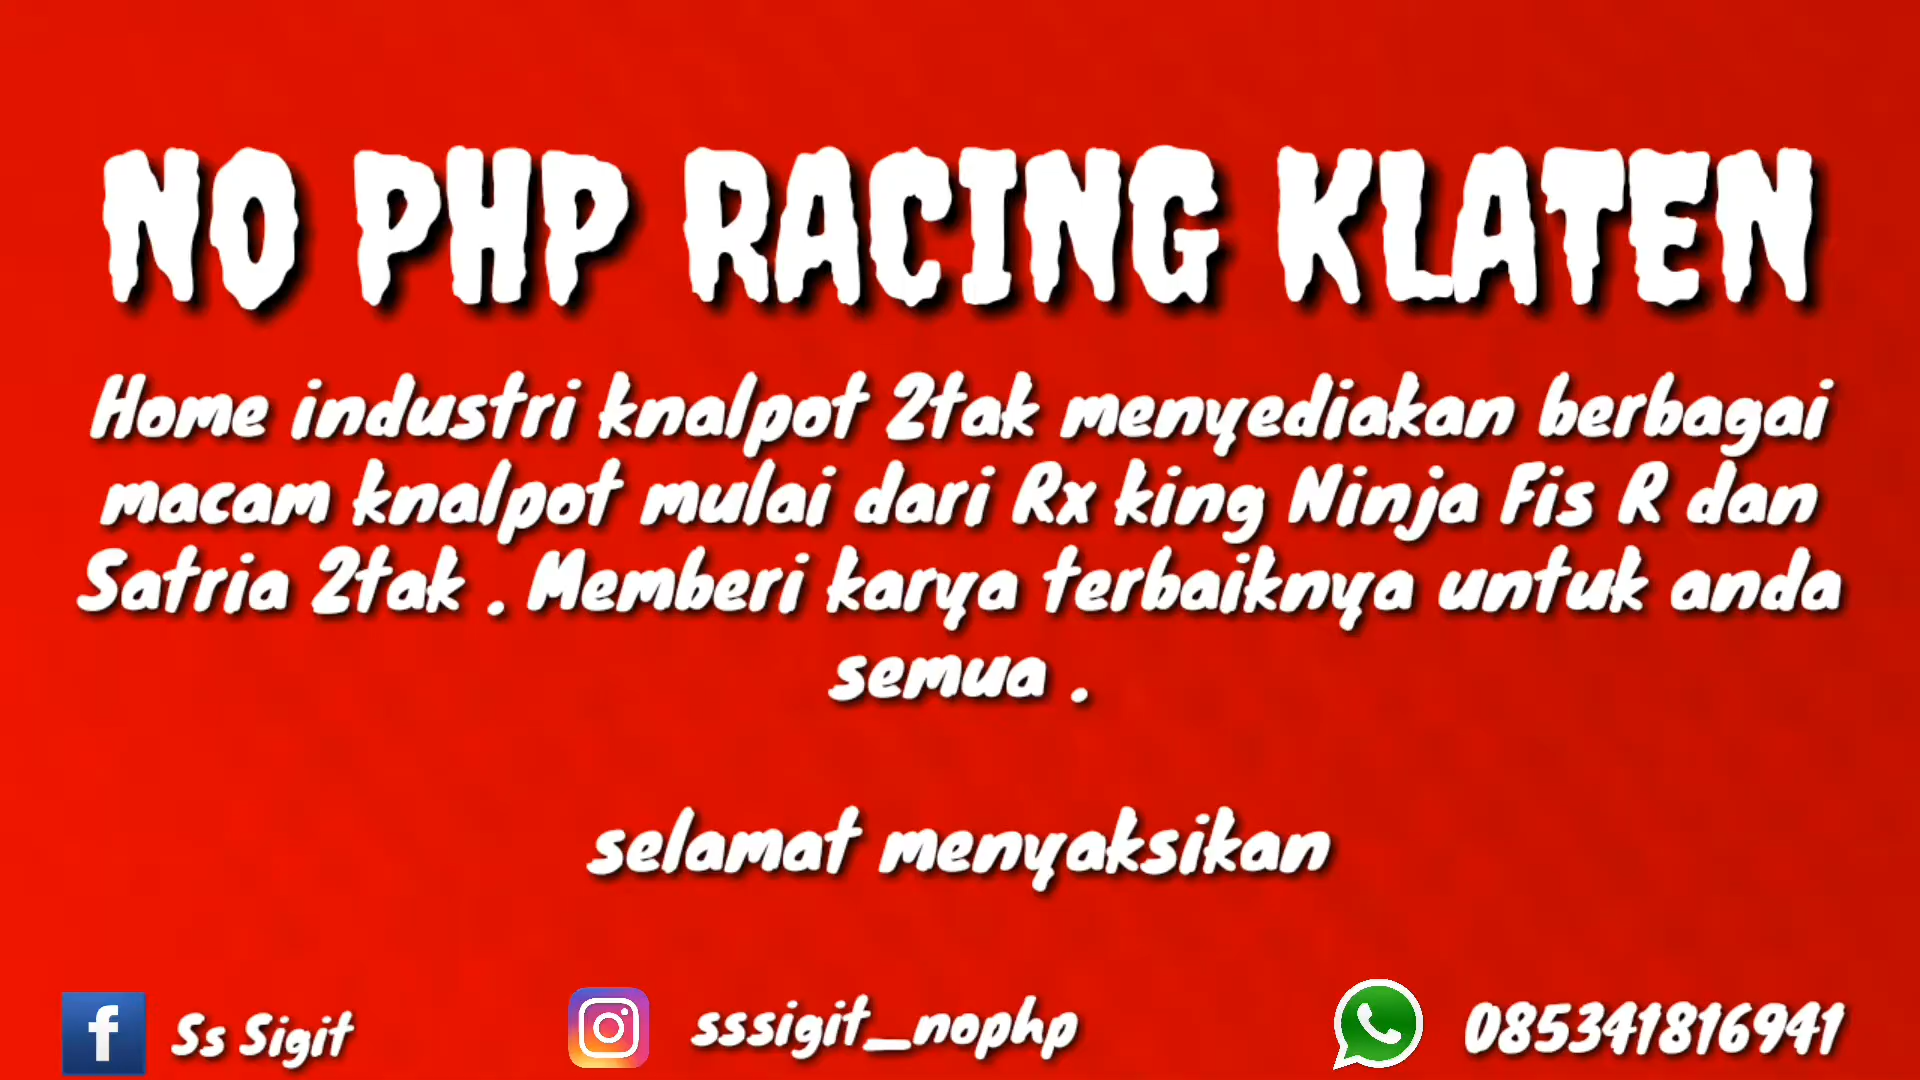 NO PHP RACING KLATEN
Home industri knalpot 2tak menyediakan berbagai
macam knalpot mulai dari Rx king Ninja Fis R dan
Satria 2tak . Memberi karya terbaiknya untuk anda
semua .
selamat menyaksikan
f Ss Sigit sssigit_nophp 085341816941